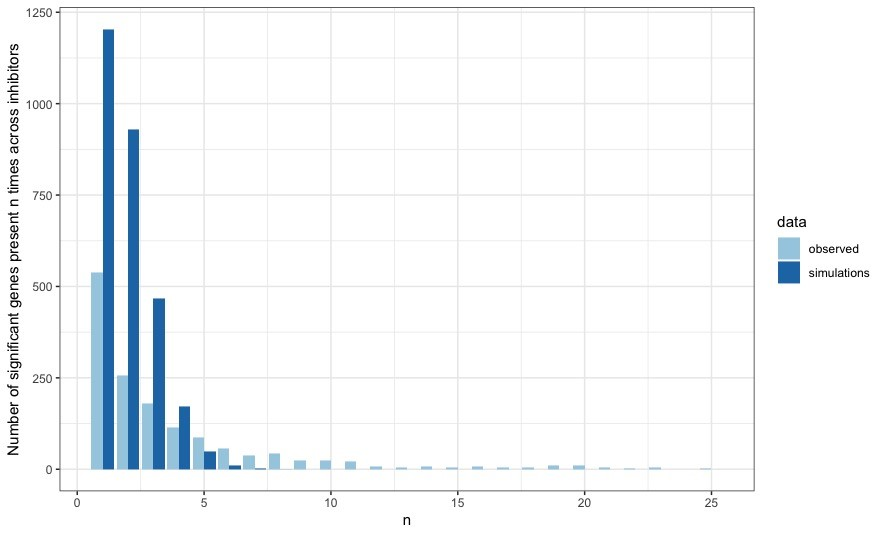 1250
1000
750
500
250
0
Number of significant genes present n times across inhibitors
0 5 10 15 20 25
n
data
observed
simulations